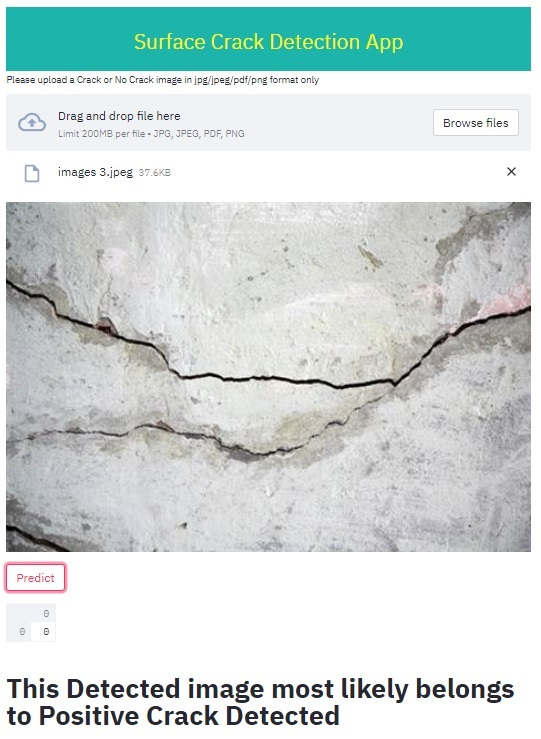 Surface Crack Detection App
Please upload a Crack or No Crack image in jpg/jpeg/pdf/png format only
Drag and drop file here
Limit 200MB per file • JPG, JPEG, PDF, PNG
Browse files
images 3.jpeg 37.6KB
Predict
0
0 0
This Detected image most likely belongs
to Positive Crack Detected